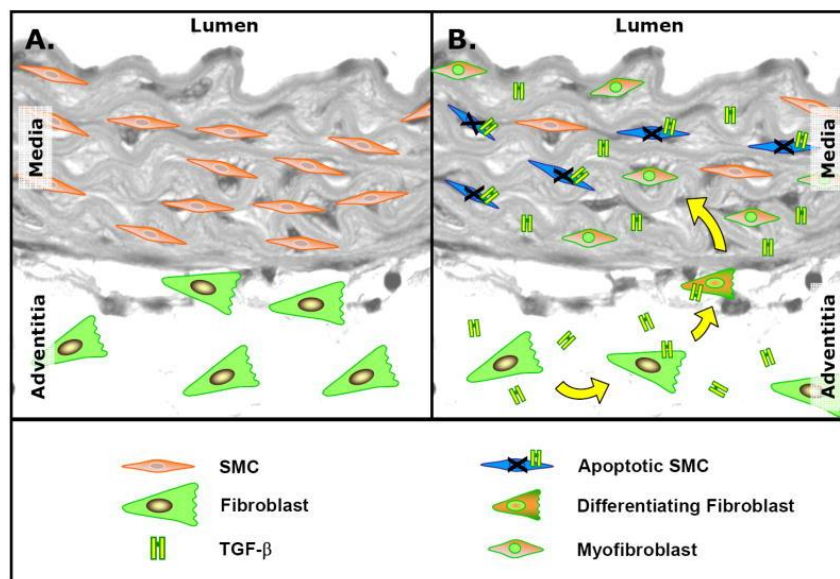 A.
Lumen
Media
Adventitia
B.
Lumen
Media
Adventitia
SMC
Fibroblast
TGF-β
Apoptotic SMC
Differentiating Fibroblast
Myofibroblast